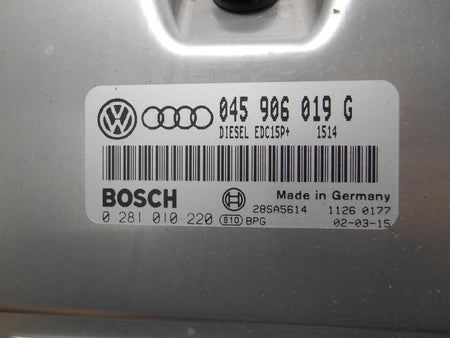 045 906 019 G
DIESEL EDC15P+ 1514
BOSCH
Made in Germany
0 281 010 220 810 BPG
28SA5614 1126 0177
02-03-15